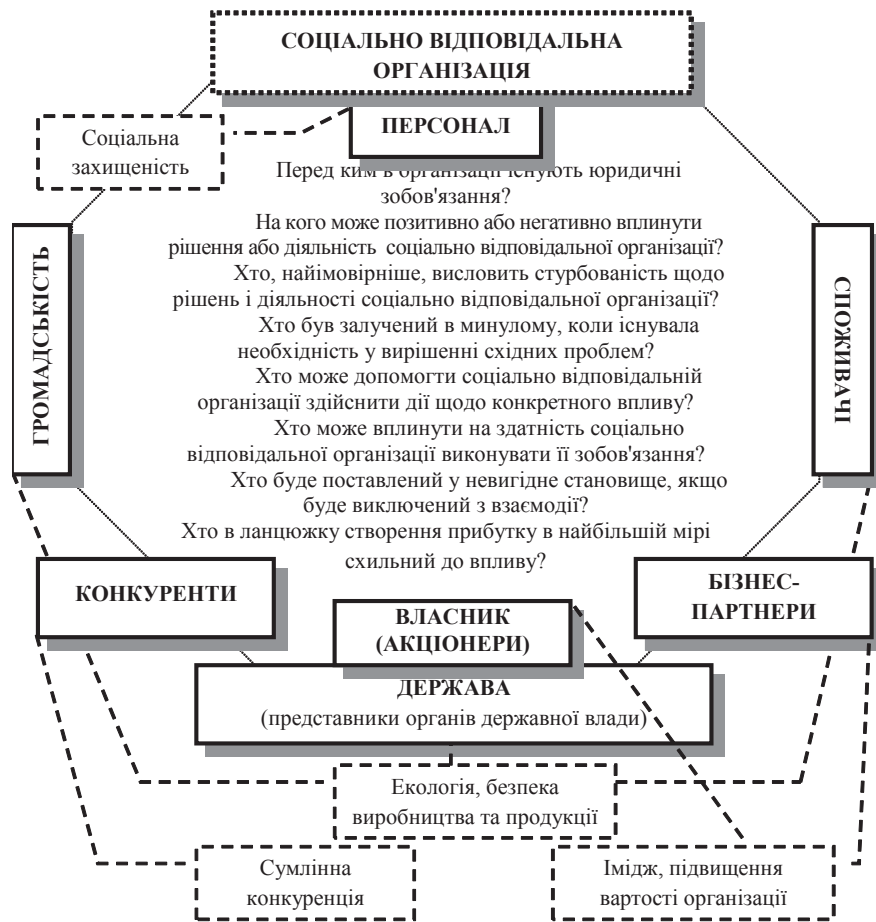 СОЦІАЛЬНО ВІДПОВІДАЛЬНА
ОРГАНІЗАЦІЯ
ПЕРСОНАЛ
Соціальна
захищеність
Перед ким в організації існують юридичні
зобов'язання?
На кого може позитивно або негативно вплинути
рішення або діяльність соціально відповідальної організації?
Хто, найімовірніше, висловить стурбованість щодо
рішень і діяльності соціально відповідальної організації?
Хто був залучений в минулому, коли існувала
необхідність у вирішенні східних проблем?
Хто може допомогти соціально відповідальній
організації здійснити дії щодо конкретного впливу?
Хто може вплинути на здатність соціально
відповідальної організації виконувати її зобов'язання?
Хто буде поставлений у невигідне становище, якщо
буде виключений з взаємодії?
Хто в ланцюжку створення прибутку в найбільшій мірі
схильний до впливу?
ГРОМАДСЬКІСТЬ
СПОЖИВАЧІ
КОНКУРЕНТИ
БІЗНЕС-
ПАРТНЕРИ
ВЛАСНИК
(АКЦІОНЕРИ)
ДЕРЖАВА
(представники органів державної влади)
Екологія, безпека
виробництва та продукції
Сумлінна
конкуренція
Імідж, підвищення
вартості організації